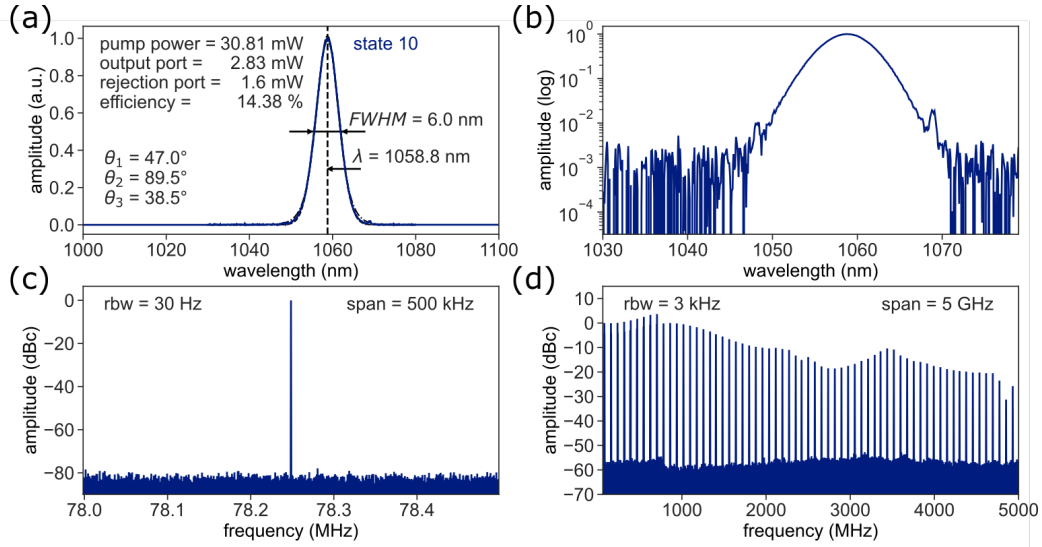 (a)
pump power = 30.81 mW
output port = 2.83 mW
rejection port = 1.6 mW
efficiency = 14.38 %
state 10
FWHM = 6.0 nm
λ = 1058.8 nm
θ1 = 47.0°
θ2 = 89.5°
θ3 = 38.5°
amplitude (a.u.)
1.0
0.8
0.6
0.4
0.2
0.0
1000 1020 1040 1060 1080 1100
wavelength (nm)
(b)
amplitude (log)
10⁰
10⁻¹
10⁻²
10⁻³
10⁻⁴
1030 1040 1050 1060 1070
wavelength (nm)
(c)
rbw = 30 Hz span = 500 kHz
amplitude (dBc)
0
−20
−40
−60
−80
78.0 78.1 78.2 78.3 78.4
frequency (MHz)
(d)
rbw = 3 kHz span = 5 GHz
amplitude (dBc)
10
0
−10
−20
−30
−40
−50
−60
−70
1000 2000 3000 4000 5000
frequency (MHz)